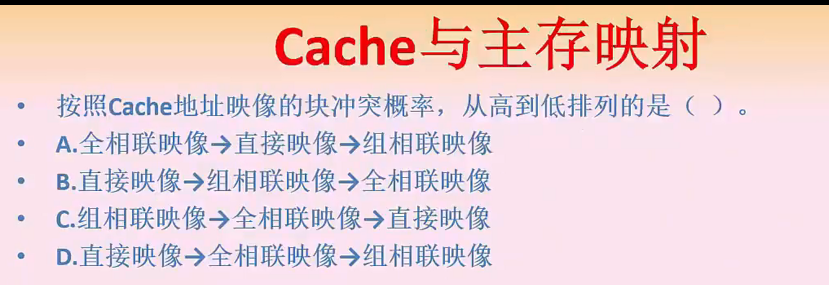 Cache与主存映射
• 按照Cache地址映像的块冲突概率，从高到低排列的是（ ）。
• A.全相联映像→直接映像→组相联映像
• B.直接映像→组相联映像→全相联映像
• C.组相联映像→全相联映像→直接映像
• D.直接映像→全相联映像→组相联映像